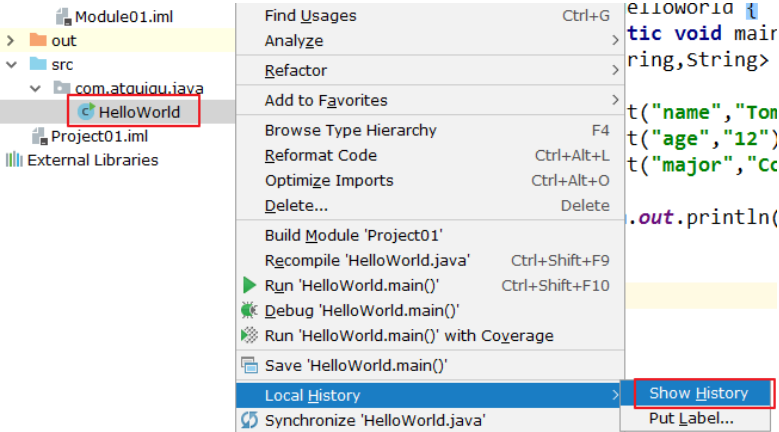 Module01.iml
out
src
com.atguigu.java
HelloWorld
Project01.iml
External Libraries
Find Usages Ctrl+G
Analyze
Refactor
Add to Favorites
Browse Type Hierarchy F4
Reformat Code Ctrl+Alt+L
Optimize Imports Ctrl+Alt+O
Delete... Delete
Build Module 'Project01'
Recompile 'HelloWorld.java' Ctrl+Shift+F9
Run 'HelloWorld.main()' Ctrl+Shift+F10
Debug 'HelloWorld.main()'
Run 'HelloWorld.main()' with Coverage
Save 'HelloWorld.main()'
Local History
Synchronize 'HelloWorld.java'
Show History
Put Label...
elloworld {
tic void main
ring,String>
t("name","Tom
t("age","12")
t("major","Co
.out.println(